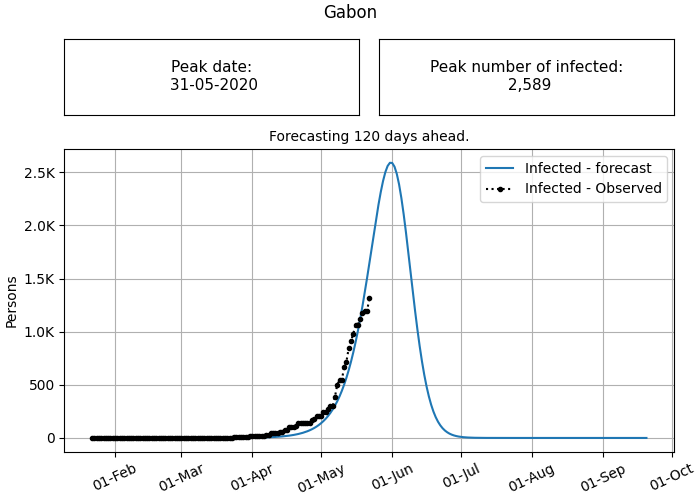 Gabon
Peak date:
31-05-2020
Peak number of infected:
2,589
Forecasting 120 days ahead.
Infected - forecast
Infected - Observed
Persons
2.5K
2.0K
1.5K
1.0K
500
0
01-Feb
01-Mar
01-Apr
01-May
01-Jun
01-Jul
01-Aug
01-Sep
01-Oct